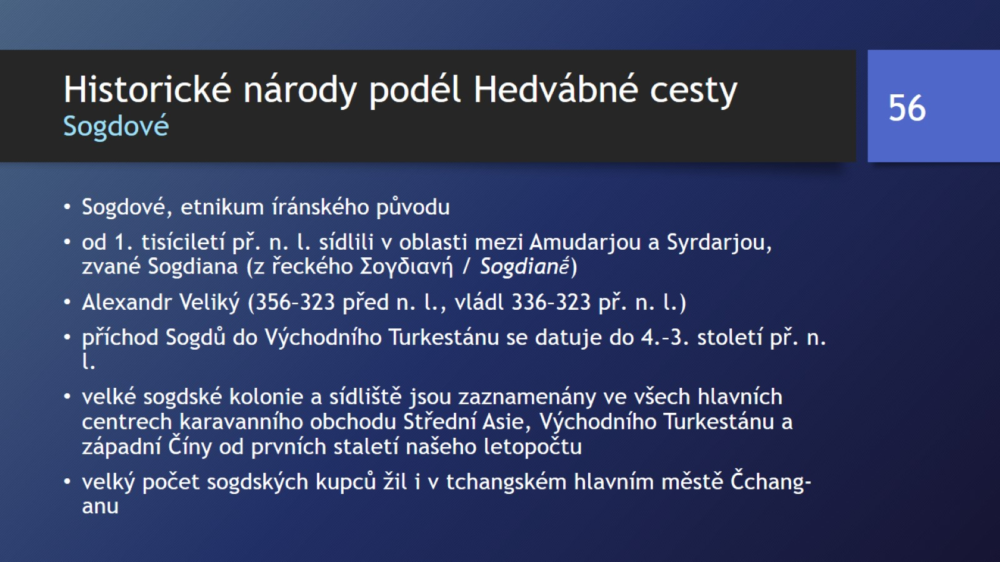 Historické národy podél Hedvábné cesty
Sogdové
56
• Sogdové, etnikum íránského původu
• od 1. tisíciletí př. n. l. sídlili v oblasti mezi Amudarjou a Syrdarjou,
zvané Sogdiana (z řeckého Σογδιανή / Sogdianḗ)
• Alexandr Veliký (356–323 před n. l., vládl 336–323 př. n. l.)
• příchod Sogdů do Východního Turkestánu se datuje do 4.–3. století př. n.
l.
• velké sogdské kolonie a sídliště jsou zaznamenány ve všech hlavních
centrech karavanního obchodu Střední Asie, Východního Turkestánu a
západní Číny od prvních staletí našeho letopočtu
• velký počet sogdských kupců žil i v tchangském hlavním městě Čchang-
anu